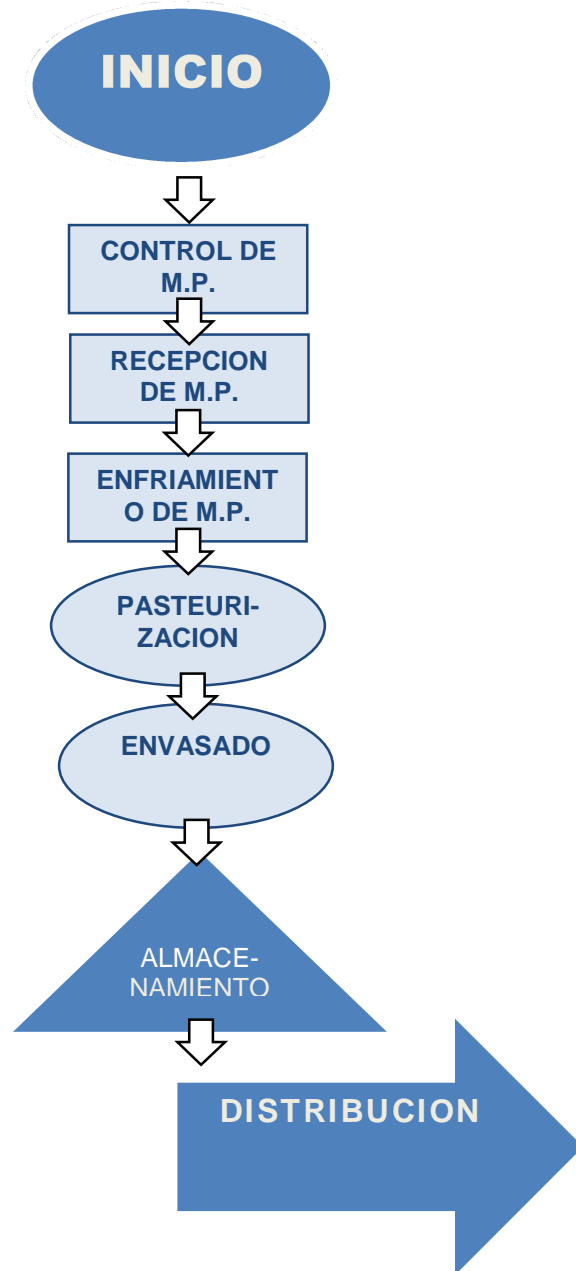 INICIO
CONTROL DE
M.P.
RECEPCION
DE M.P.
ENFRIAMIENT
O DE M.P.
PASTEURI-
ZACION
ENVASADO
ALMACE-
NAMIENTO
DISTRIBUCION